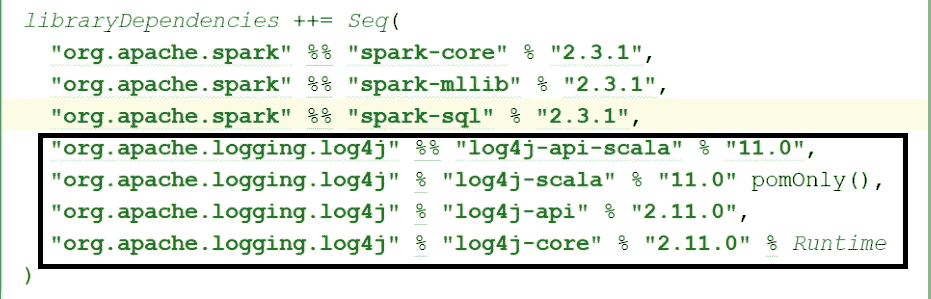 libraryDependencies ++= Seq(
"org.apache.spark" %% "spark-core" % "2.3.1",
"org.apache.spark" %% "spark-mllib" % "2.3.1",
"org.apache.spark" %% "spark-sql" % "2.3.1",
"org.apache.logging.log4j" %% "log4j-api-scala" % "11.0",
"org.apache.logging.log4j" % "log4j-scala" % "11.0" pomOnly(),
"org.apache.logging.log4j" % "log4j-api" % "2.11.0",
"org.apache.logging.log4j" % "log4j-core" % "2.11.0" % Runtime
)